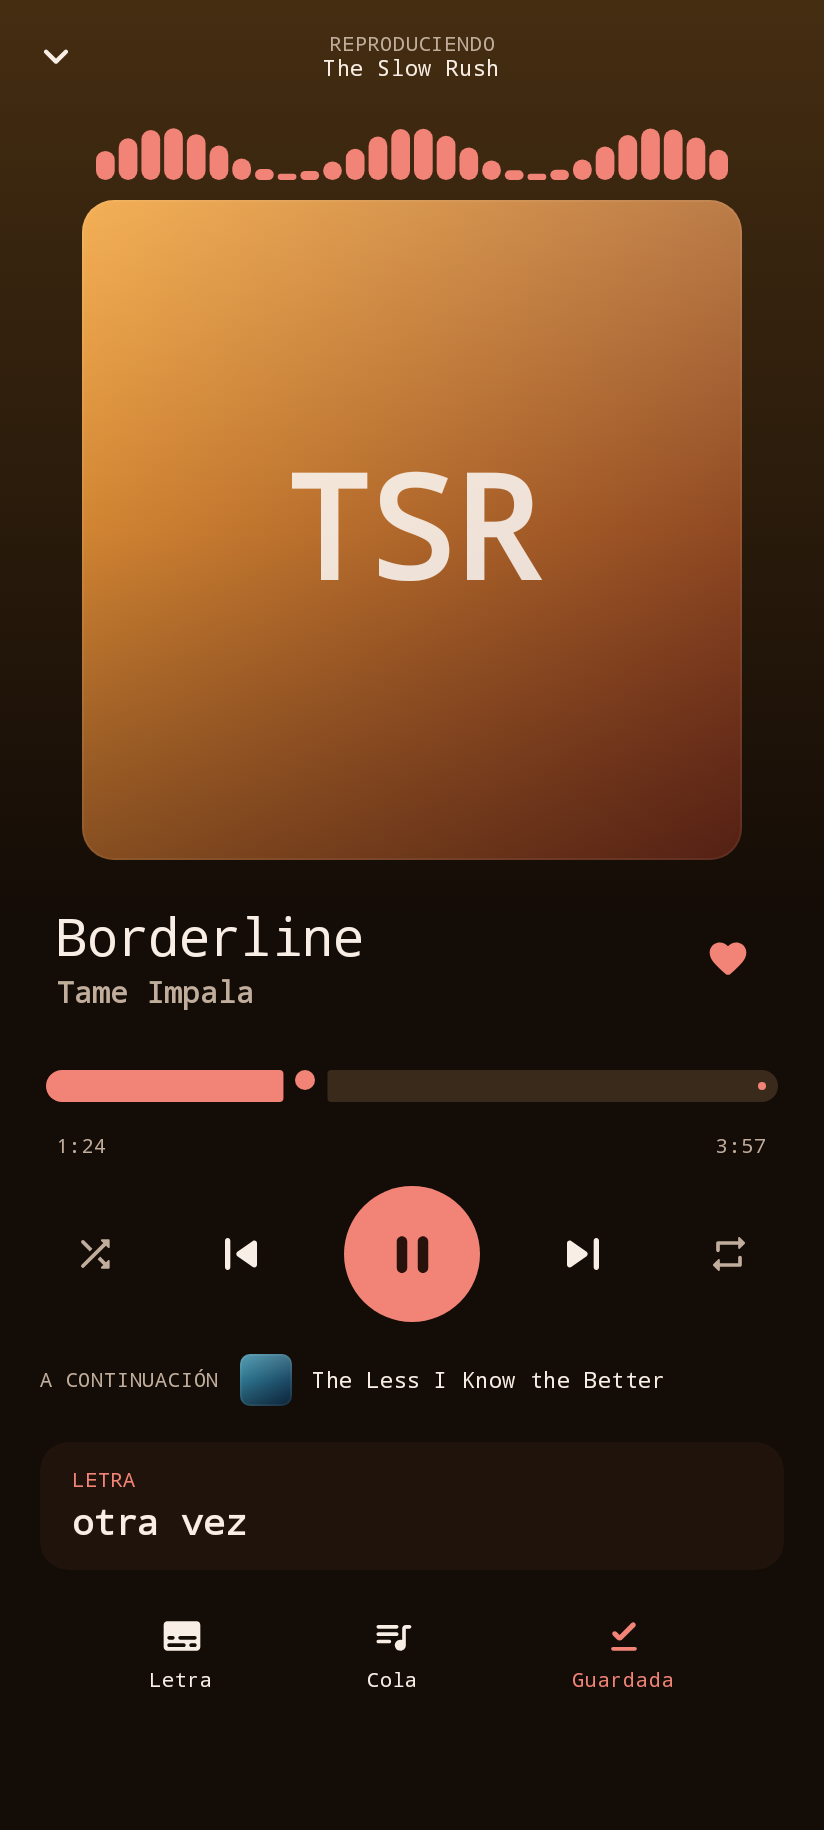 REPRODUCIENDO
The Slow Rush
TSR
Borderline
Tame Impala
1:24
3:57
A CONTINUACIÓN The Less I Know the Better
LETRA
otra vez
Letra Cola Guardada